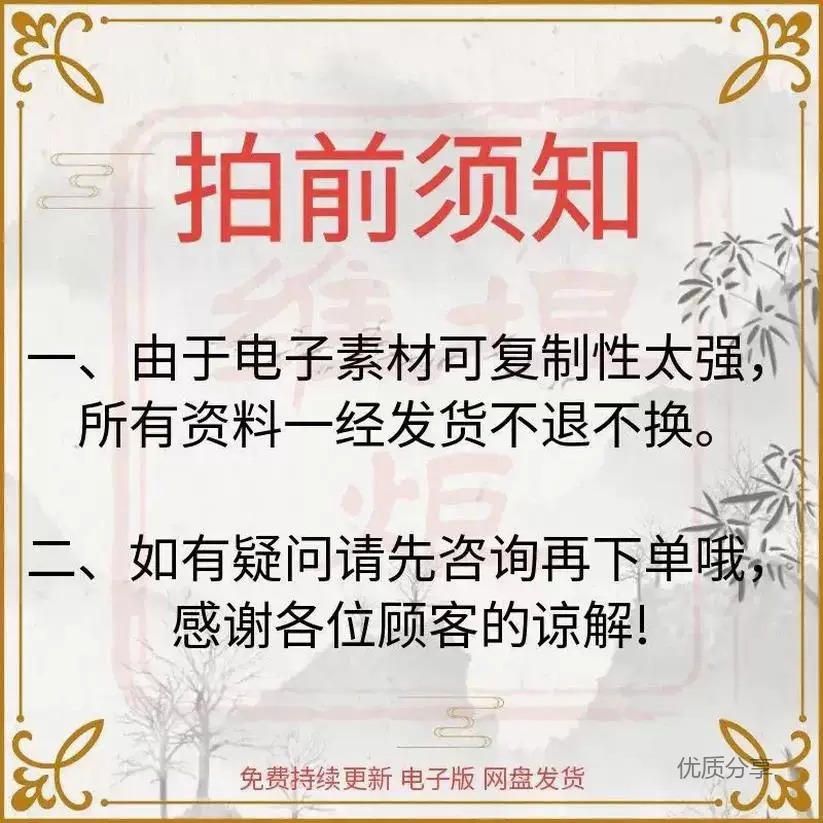 拍前须知
一、由于电子素材可复制性太强，
所有资料一经发货不退不换。
二、如有疑问请先咨询再下单哦，
感谢各位顾客的谅解!
免费持续更新 电子版 网盘发货
优质分享